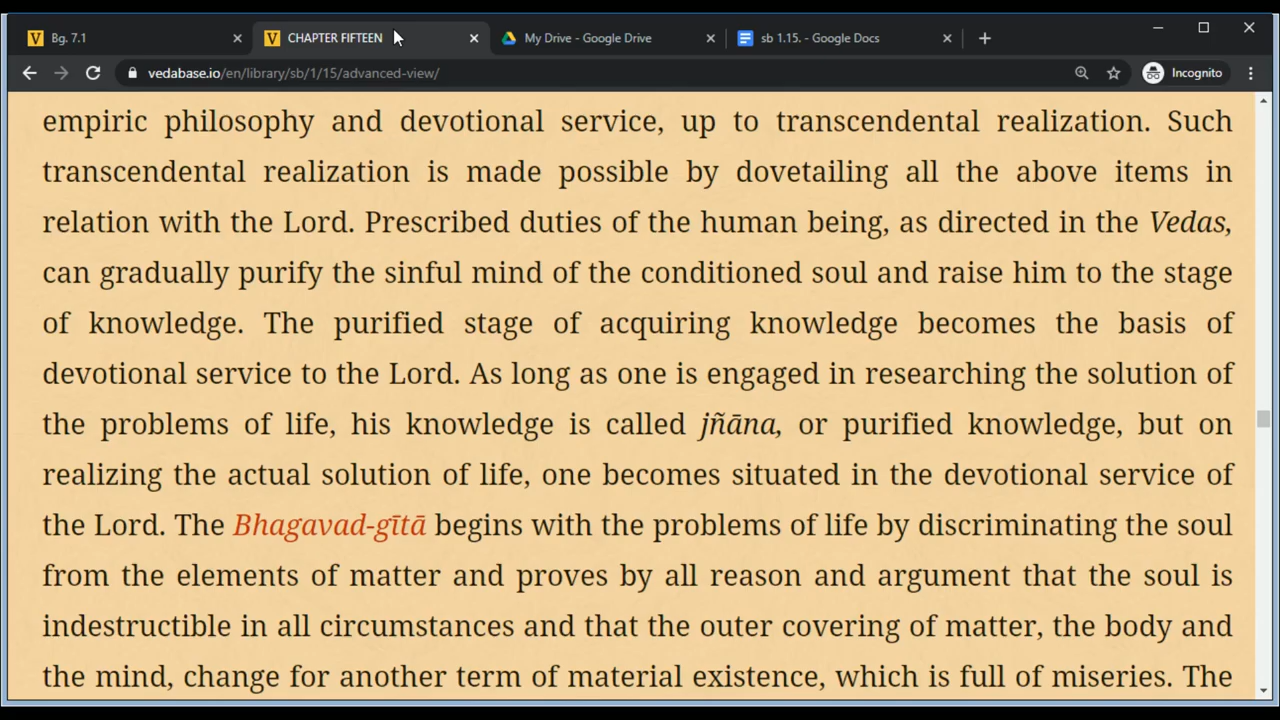 Bg. 7.1
CHAPTER FIFTEEN
My Drive - Google Drive
sb 1.15. - Google Docs
vedabase.io/en/library/sb/1/15/advanced-view/
Incognito
empiric philosophy and devotional service, up to transcendental realization. Such
transcendental realization is made possible by dovetailing all the above items in
relation with the Lord. Prescribed duties of the human being, as directed in the Vedas,
can gradually purify the sinful mind of the conditioned soul and raise him to the stage
of knowledge. The purified stage of acquiring knowledge becomes the basis of
devotional service to the Lord. As long as one is engaged in researching the solution of
the problems of life, his knowledge is called jñāna, or purified knowledge, but on
realizing the actual solution of life, one becomes situated in the devotional service of
the Lord. The Bhagavad-gītā begins with the problems of life by discriminating the soul
from the elements of matter and proves by all reason and argument that the soul is
indestructible in all circumstances and that the outer covering of matter, the body and
the mind, change for another term of material existence, which is full of miseries. The